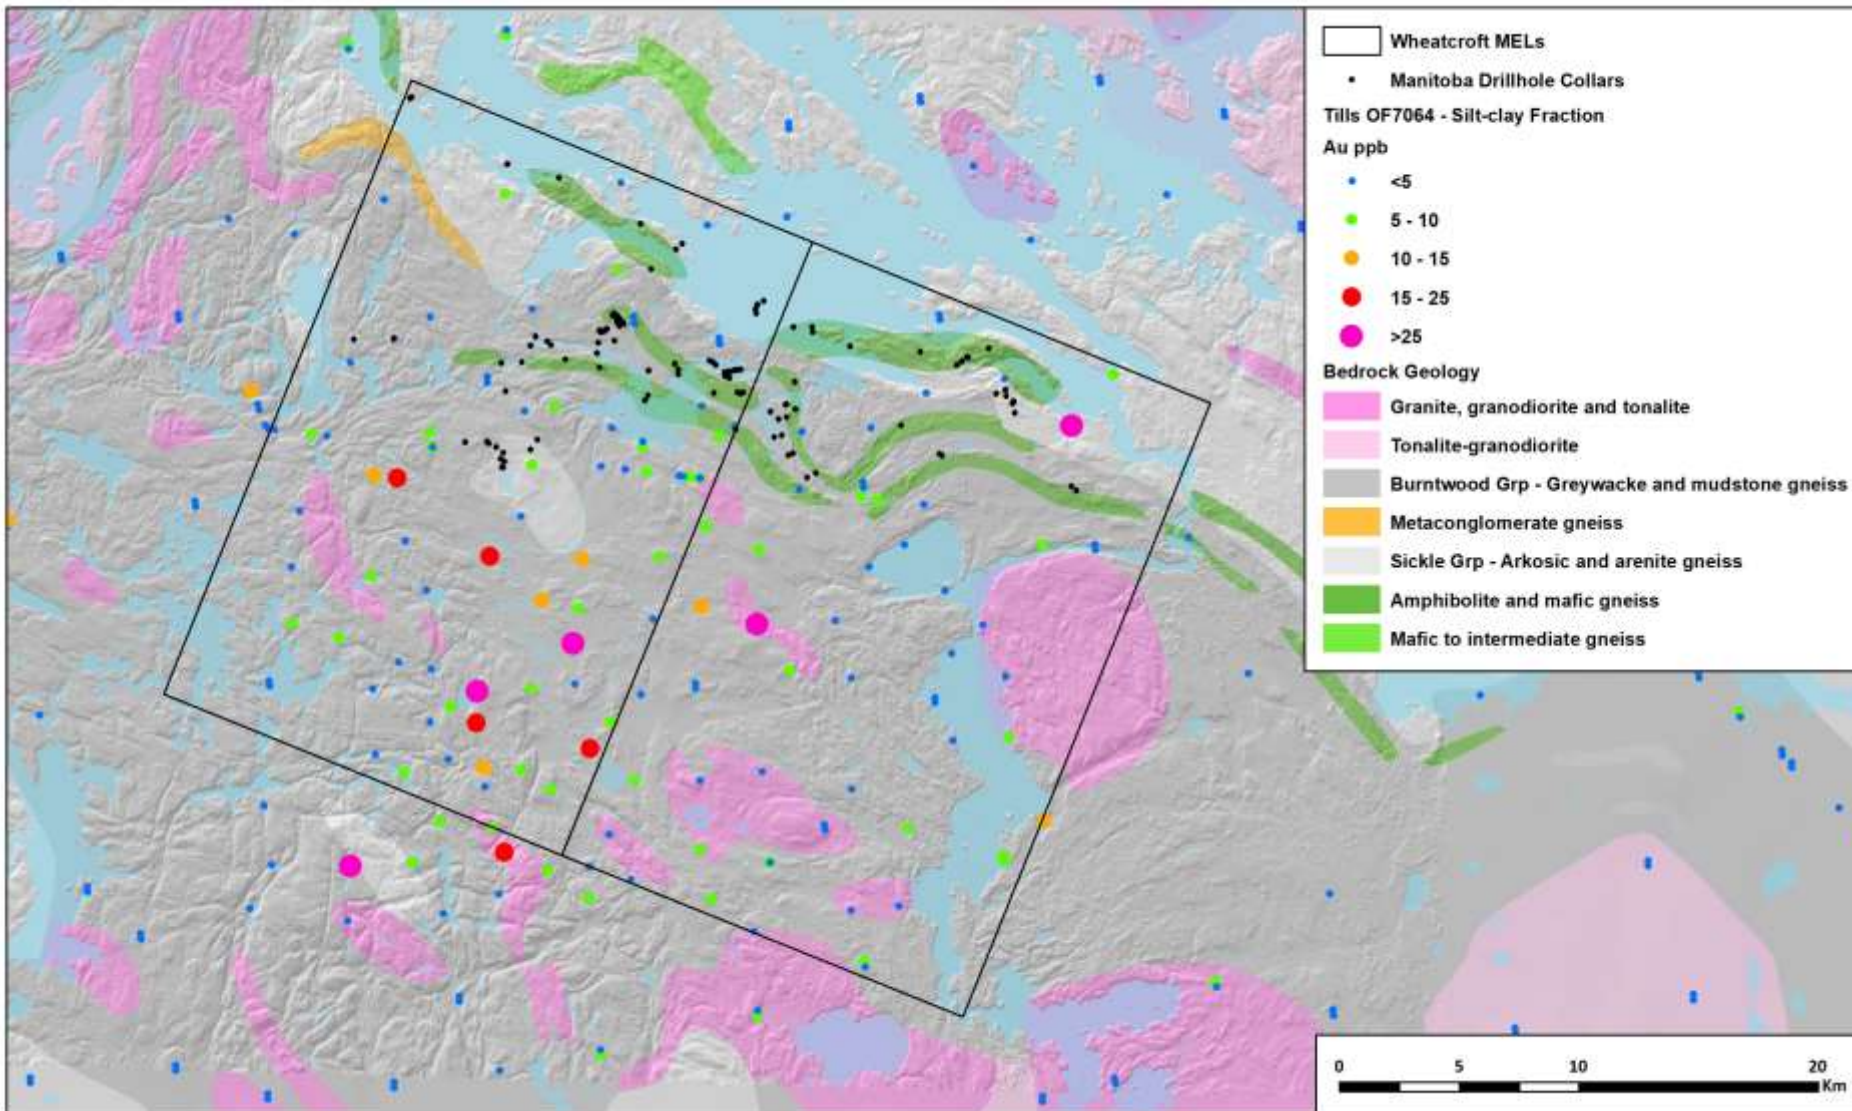 Wheatcroft MELs
Manitoba Drillhole Collars
Tills OF7064 - Silt-clay Fraction
Au ppb
<5
5 - 10
10 - 15
15 - 25
>25
Bedrock Geology
Granite, granodiorite and tonalite
Tonalite-granodiorite
Burntwood Grp - Greywacke and mudstone gneiss
Metaconglomerate gneiss
Sickle Grp - Arkosic and arenite gneiss
Amphibolite and mafic gneiss
Mafic to intermediate gneiss
0 5 10 20
Km